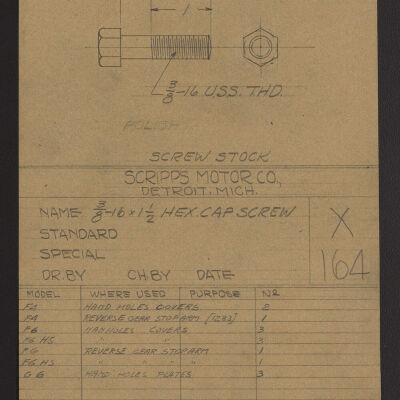 1
3/8-16 U.S.S. THD.
POLISH
SCREW STOCK
SCRIPPS MOTOR CO.,
DETROIT, MICH.
NAME 3/8-16 x 1 1/2 HEX. CAP SCREW
X
STANDARD
SPECIAL
164
DR. BY CH. BY DATE
MODEL WHERE USED PURPOSE NO.
F4 HAND HOLES COVERS 2
F4 REVERSE GEAR STOP ARM [1283] 1
F6 HANHOLES COVERS 3
F6 HS " " 3
F6 REVERSE GEAR STOP ARM 1
F6 HS " " " " 1
G6 HAND HOLES PLATES 3